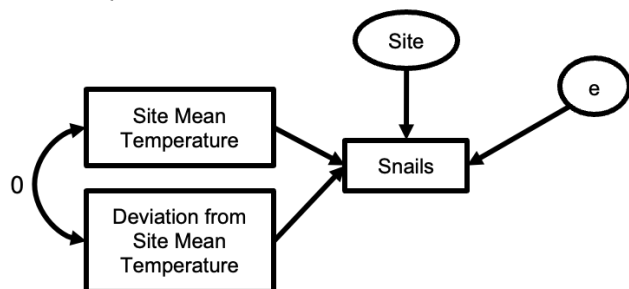 Site
e
Site Mean
Temperature
Snails
0
Deviation from
Site Mean
Temperature